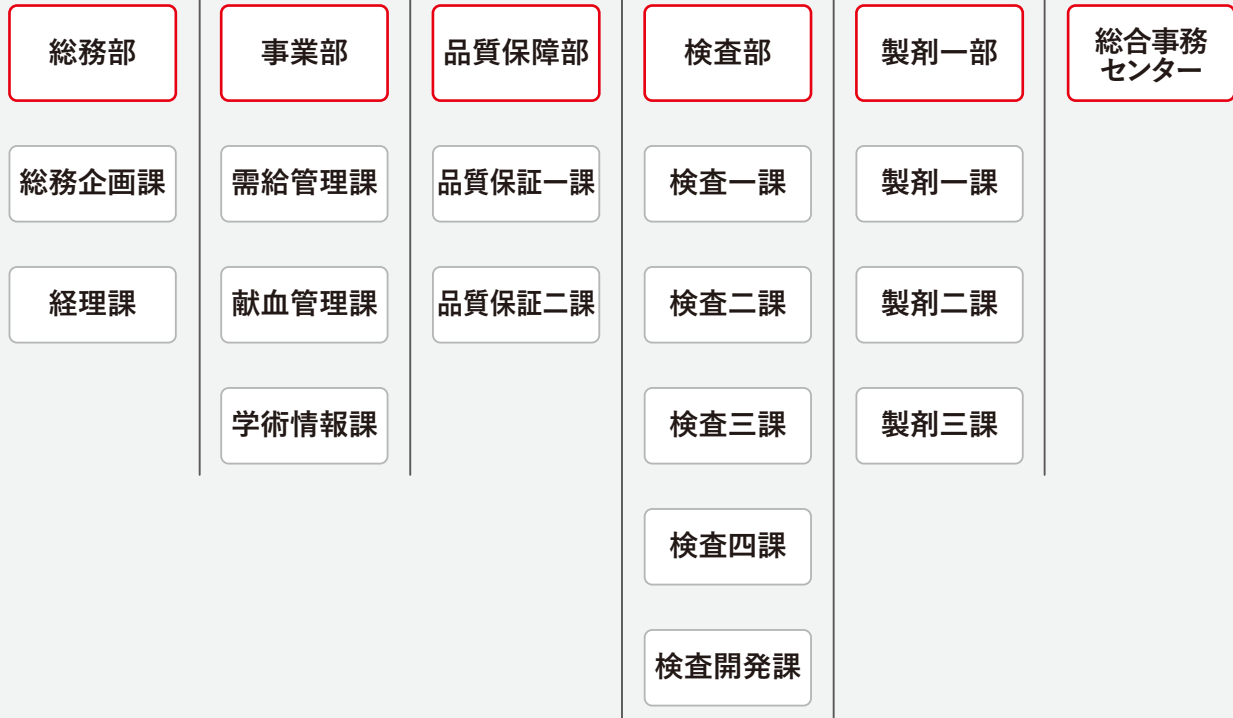 総務部
総務企画課
経理課
事業部
需給管理課
献血管理課
学術情報課
品質保障部
品質保証一課
品質保証二課
検査部
検査一課
検査二課
検査三課
検査四課
検査開発課
製剤一部
製剤一課
製剤二課
製剤三課
総合事務
センター